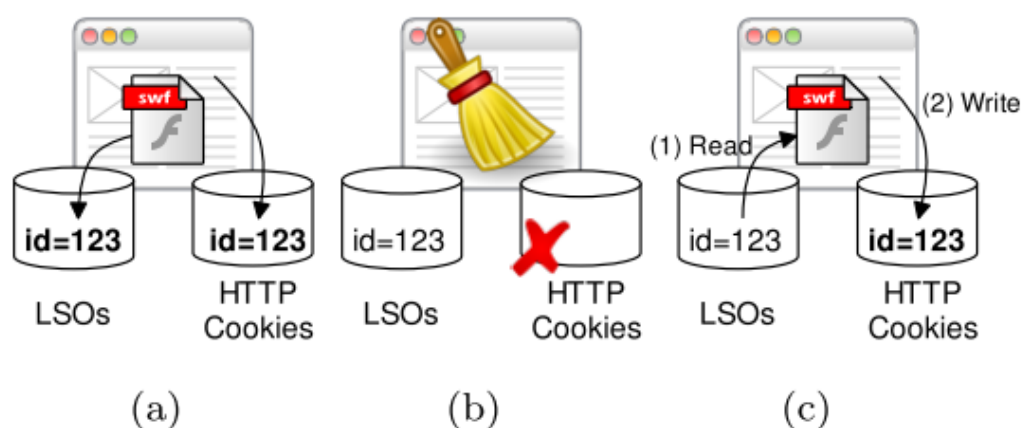 swf
id=123
id=123
LSOs
HTTP
Cookies
(a)
id=123
LSOs
HTTP
Cookies
(b)
swf
(1) Read
(2) Write
id=123
id=123
LSOs
HTTP
Cookies
(c)